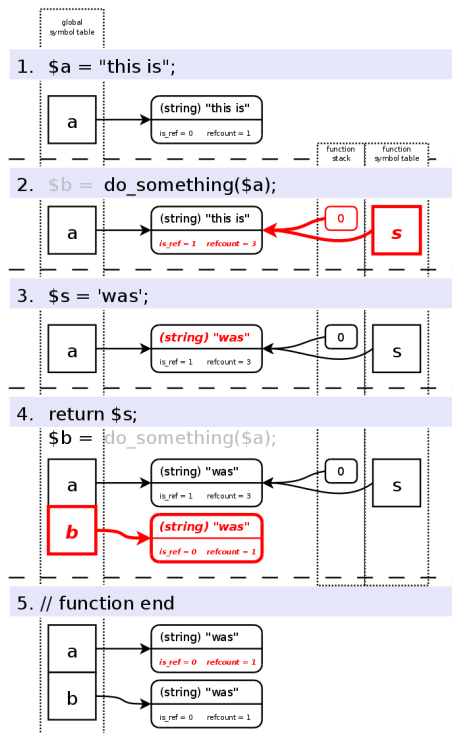 global
symbol table
1. $a = "this is";
a
(string) "this is"
is_ref = 0 refcount = 1
function
stack
function
symbol table
2. $b = do_something($a);
a
(string) "this is"
is_ref = 1 refcount = 3
0
s
3. $s = 'was';
a
(string) "was"
is_ref = 1 refcount = 3
0
s
4. return $s;
$b = do_something($a);
a
(string) "was"
is_ref = 1 refcount = 3
0
s
b
(string) "was"
is_ref = 0 refcount = 1
5. // function end
a
(string) "was"
is_ref = 0 refcount = 1
b
(string) "was"
is_ref = 0 refcount = 1